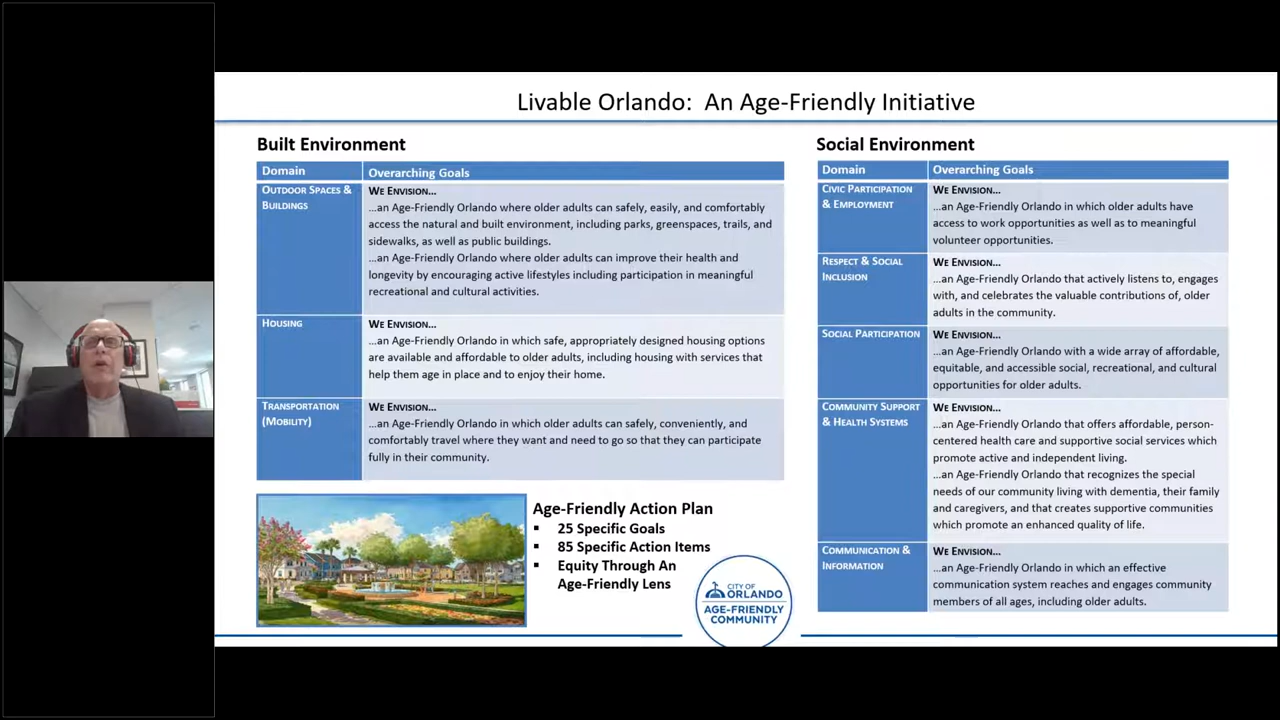 Livable Orlando:  An Age-Friendly Initiative
Built Environment
Domain
Overarching Goals
OUTDOOR SPACES &
BUILDINGS
WE ENVISION...
...an Age-Friendly Orlando where older adults can safely, easily, and comfortably
access the natural and built environment, including parks, greenspaces, trails, and
sidewalks, as well as public buildings.
...an Age-Friendly Orlando where older adults can improve their health and
longevity by encouraging active lifestyles including participation in meaningful
recreational and cultural activities.
HOUSING
WE ENVISION...
...an Age-Friendly Orlando in which safe, appropriately designed housing options
are available and affordable to older adults, including housing with services that
help them age in place and to enjoy their home.
TRANSPORTATION
(MOBILITY)
WE ENVISION...
...an Age-Friendly Orlando in which older adults can safely, conveniently, and
comfortably travel where they want and need to go so that they can participate
fully in their community.
Age-Friendly Action Plan
▪ 25 Specific Goals
▪ 85 Specific Action Items
▪ Equity Through An
Age-Friendly Lens
CITY OF
ORLANDO
AGE-FRIENDLY
COMMUNITY
Social Environment
Domain
Overarching Goals
CIVIC PARTICIPATION
& EMPLOYMENT
WE ENVISION...
...an Age-Friendly Orlando in which older adults have
access to work opportunities as well as to meaningful
volunteer opportunities.
RESPECT & SOCIAL
INCLUSION
WE ENVISION...
...an Age-Friendly Orlando that actively listens to, engages
with, and celebrates the valuable contributions of, older
adults in the community.
SOCIAL PARTICIPATION
WE ENVISION...
...an Age-Friendly Orlando with a wide array of affordable,
equitable, and accessible social, recreational, and cultural
opportunities for older adults.
COMMUNITY SUPPORT
& HEALTH SYSTEMS
WE ENVISION...
...an Age-Friendly Orlando that offers affordable, person-
centered health care and supportive social services which
promote active and independent living.
...an Age-Friendly Orlando that recognizes the special
needs of our community living with dementia, their family
and caregivers, and that creates supportive communities
which promote an enhanced quality of life.
COMMUNICATION &
INFORMATION
WE ENVISION...
...an Age-Friendly Orlando in which an effective
communication system reaches and engages community
members of all ages, including older adults.